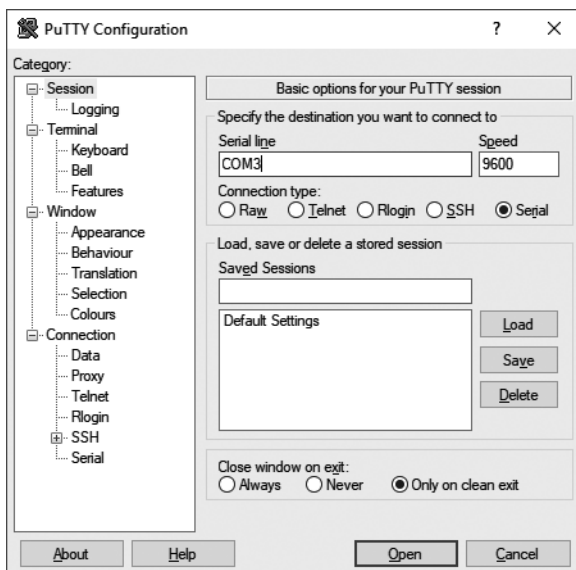 PuTTY Configuration
Category:
Session
Logging
Terminal
Keyboard
Bell
Features
Window
Appearance
Behaviour
Translation
Selection
Colours
Connection
Data
Proxy
Telnet
Rlogin
SSH
Serial
Basic options for your PuTTY session
Specify the destination you want to connect to
Serial line Speed
COM3 9600
Connection type:
Raw Telnet Rlogin SSH Serial
Load, save or delete a stored session
Saved Sessions
Default Settings
Load
Save
Delete
Close window on exit:
Always Never Only on clean exit
About Help Open Cancel